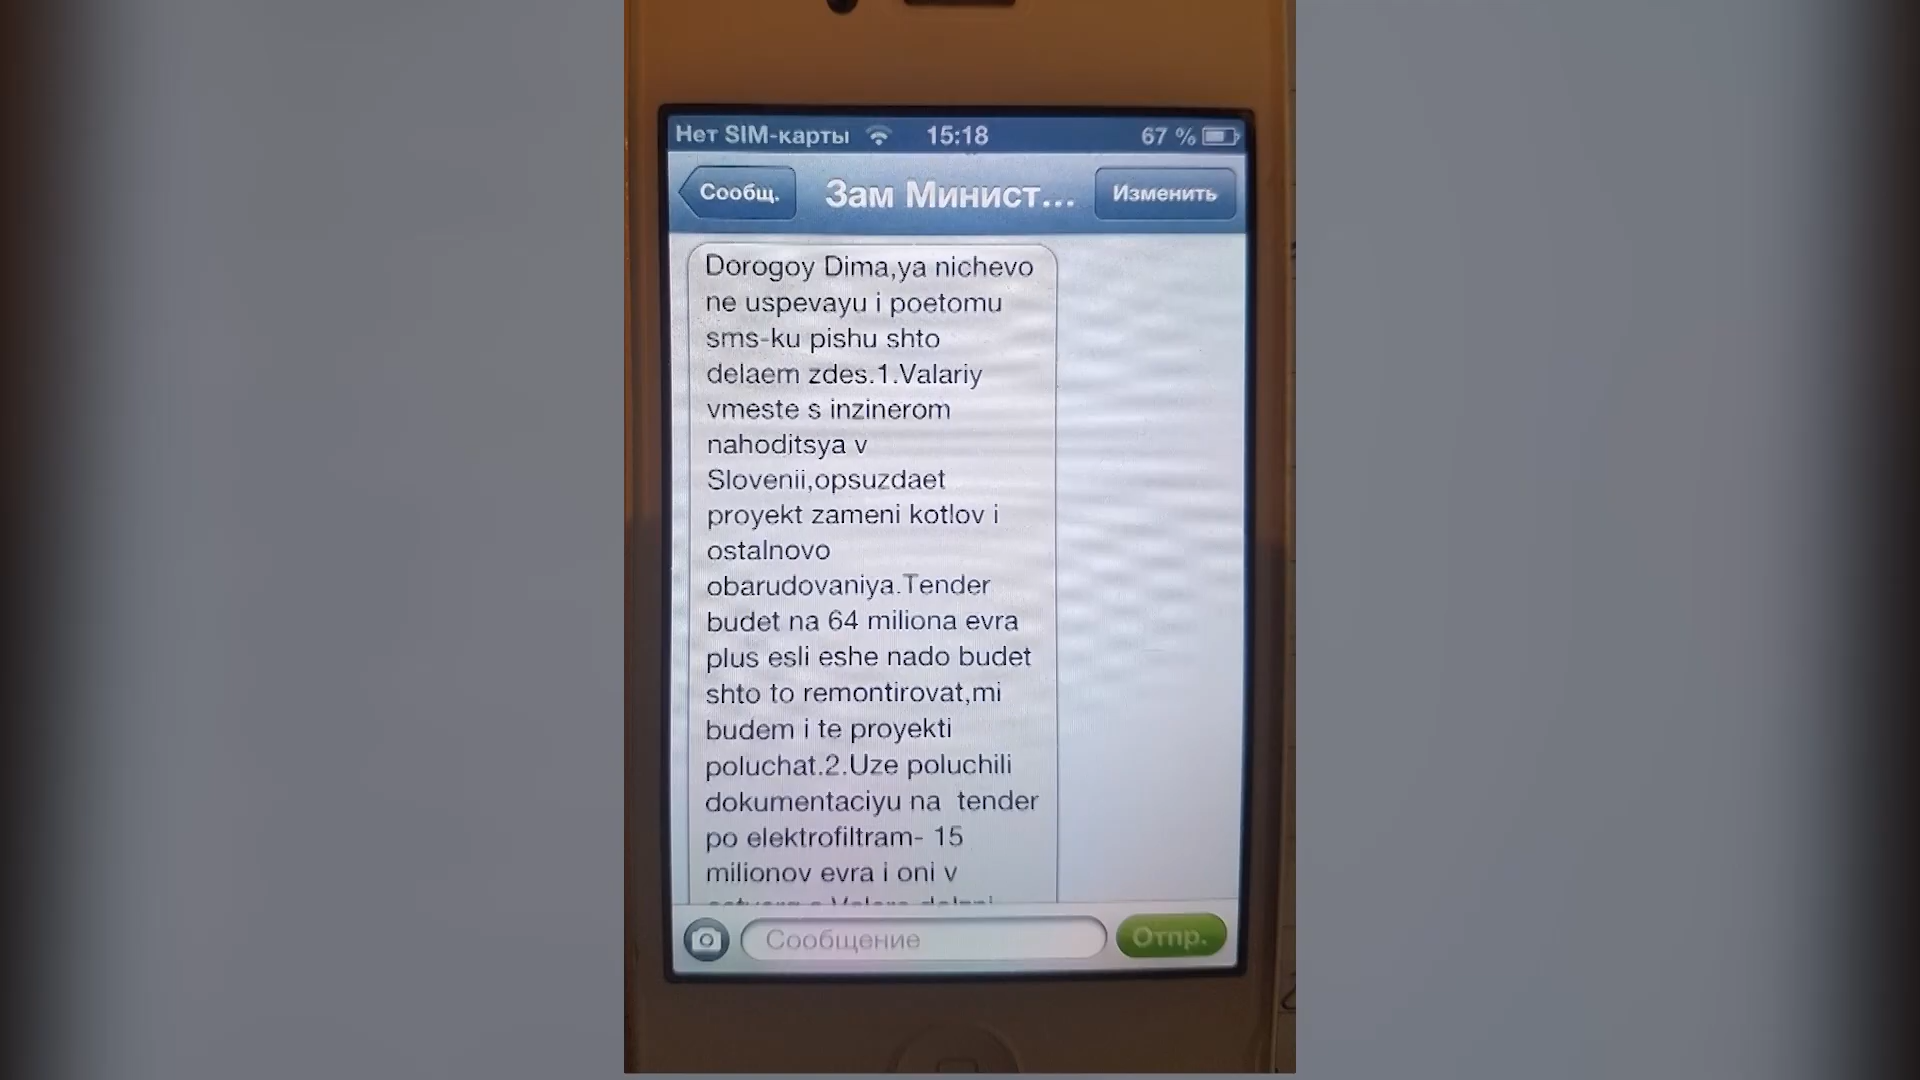 Нет SIM-карты 15:18 67 %
Сообщ. Зам Минист... Изменить
Dorogoy Dima,ya nichevo
ne uspevayu i poetomu
sms-ku pishu shto
delaem zdes.1.Valariy
vmeste s inzinerom
nahoditsya v
Slovenii,opsuzdaet
proyekt zameni kotlov i
ostalnovo
obarudovaniya.Tender
budet na 64 miliona evra
plus esli eshe nado budet
shto to remontirovat,mi
budem i te proyekti
poluchat.2.Uze poluchili
dokumentaciyu na  tender
po elektrofiltram- 15
milionov evra i oni v
Сообщение Отпр.